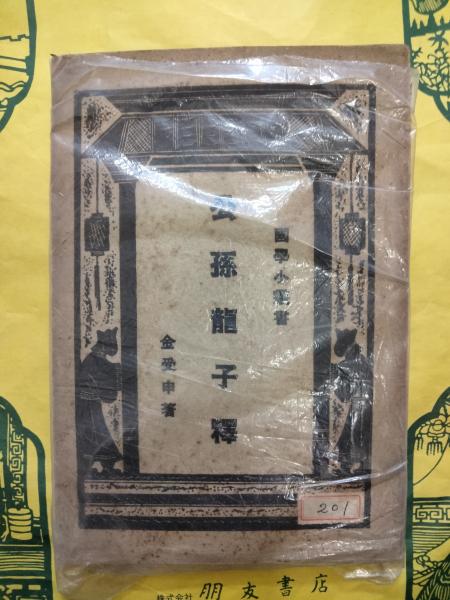 國學小叢書
公孫龍子釋
金受申著
201
株式会社 朋友書店